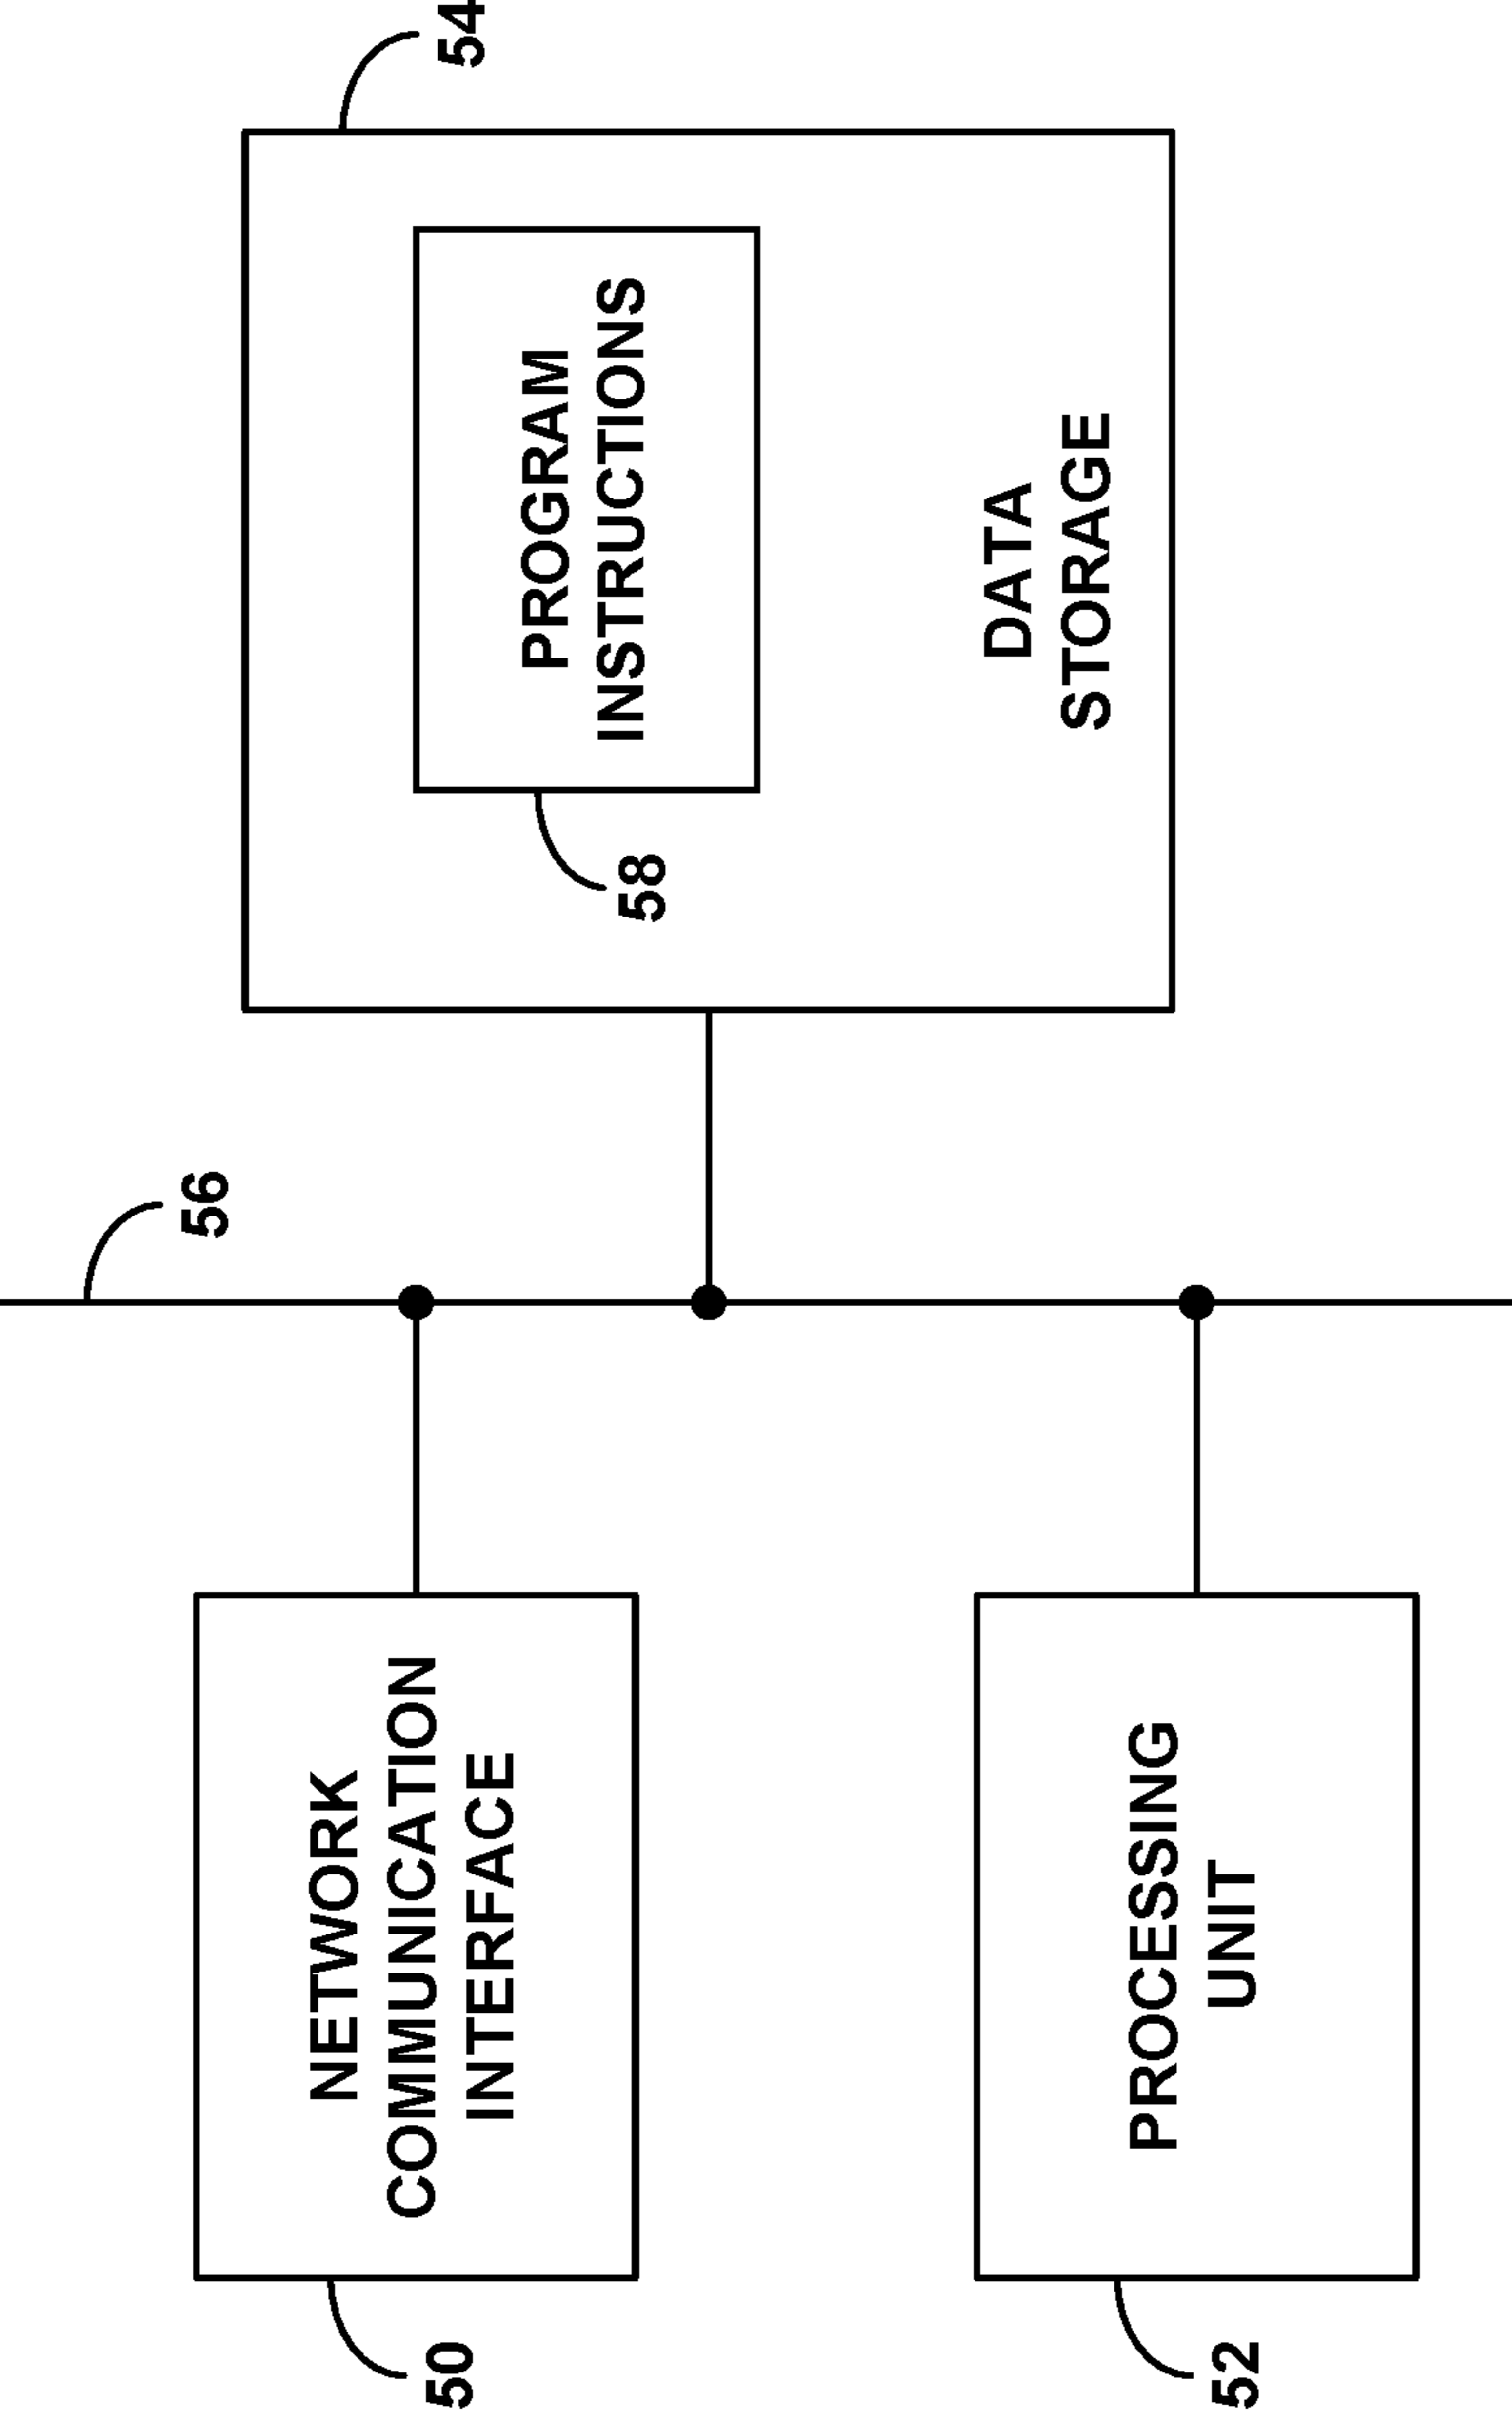 56
NETWORK
COMMUNICATION
INTERFACE
50
PROGRAM
INSTRUCTIONS
58
DATA
STORAGE
54
PROCESSING
UNIT
52